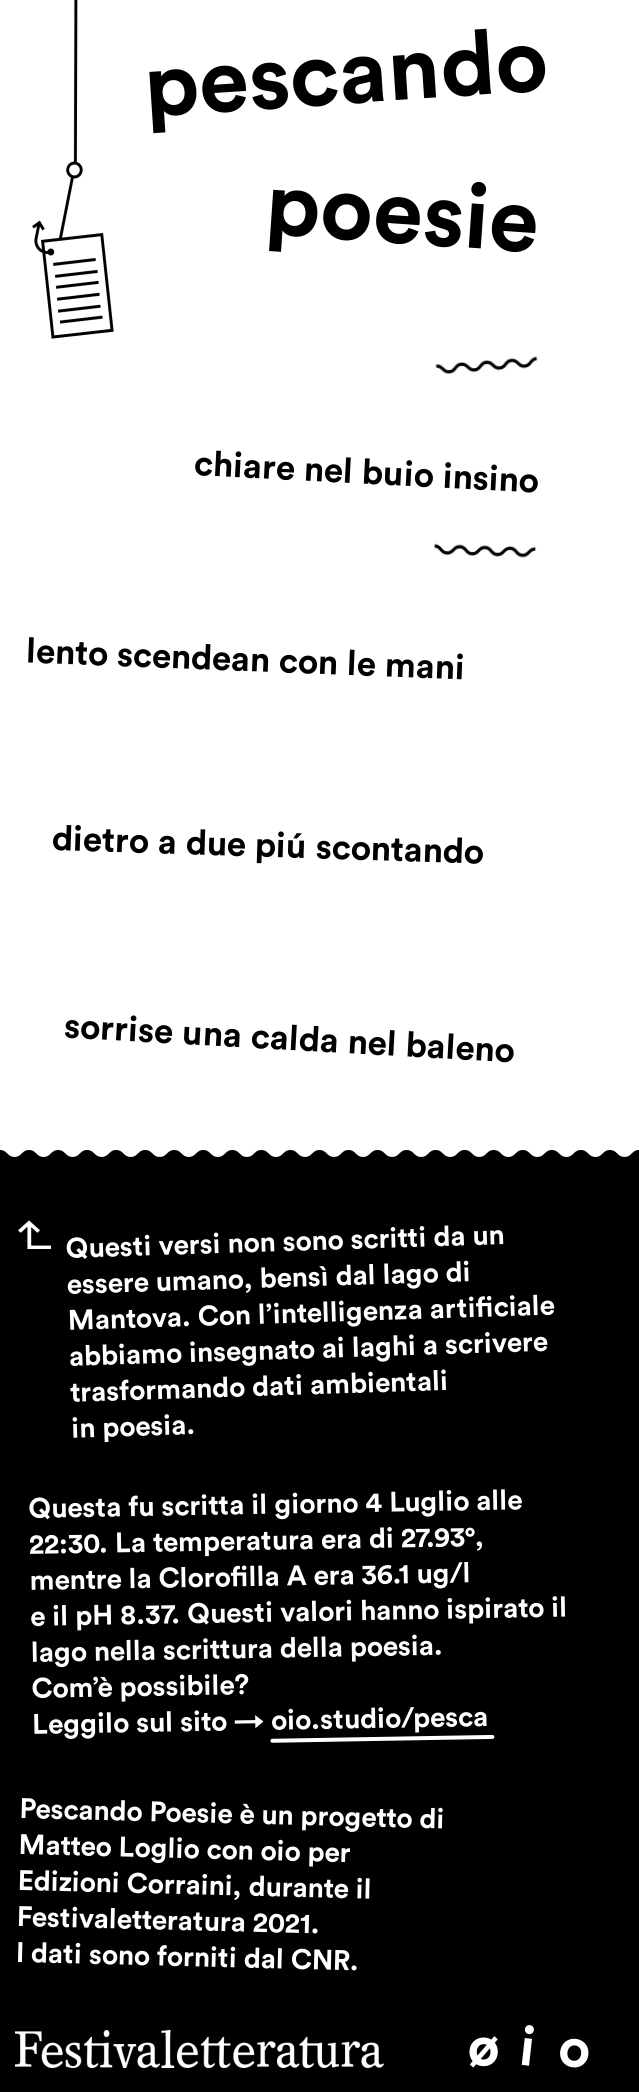 pescando
poesie
chiare nel buio insino
lento scendean con le mani
dietro a due piú scontando
sorrise una calda nel baleno
Questi versi non sono scritti da un
essere umano, bensì dal lago di
Mantova. Con l’intelligenza artificiale
abbiamo insegnato ai laghi a scrivere
trasformando dati ambientali
in poesia.
Questa fu scritta il giorno 4 Luglio alle
22:30. La temperatura era di 27.93°,
mentre la Clorofilla A era 36.1 ug/l
e il pH 8.37. Questi valori hanno ispirato il
lago nella scrittura della poesia.
Com’è possibile?
Leggilo sul sito → oio.studio/pesca
Pescando Poesie è un progetto di
Matteo Loglio con oio per
Edizioni Corraini, durante il
Festivaletteratura 2021.
I dati sono forniti dal CNR.
Festivaletteratura ø i o